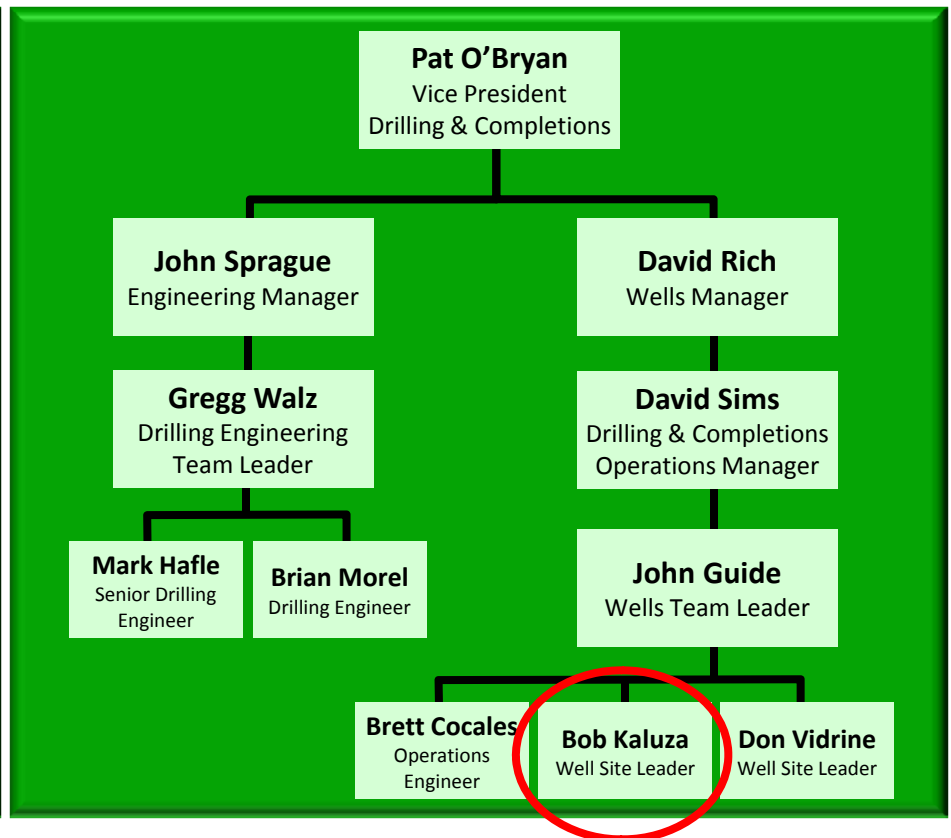 Pat O’Bryan
Vice President
Drilling & Completions
John Sprague
Engineering Manager
David Rich
Wells Manager
Gregg Walz
Drilling Engineering
Team Leader
David Sims
Drilling & Completions
Operations Manager
Mark Hafle
Senior Drilling
Engineer
Brian Morel
Drilling Engineer
John Guide
Wells Team Leader
Brett Cocales
Operations
Engineer
Bob Kaluza
Well Site Leader
Don Vidrine
Well Site Leader